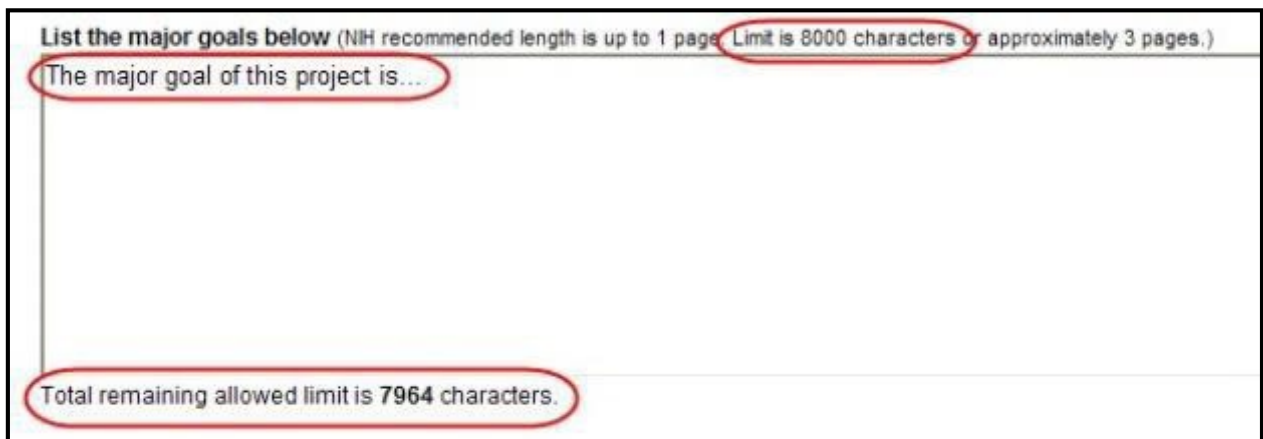 List the major goals below (NIH recommended length is up to 1 page. Limit is 8000 characters or approximately 3 pages.)
The major goal of this project is...
Total remaining allowed limit is 7964 characters.